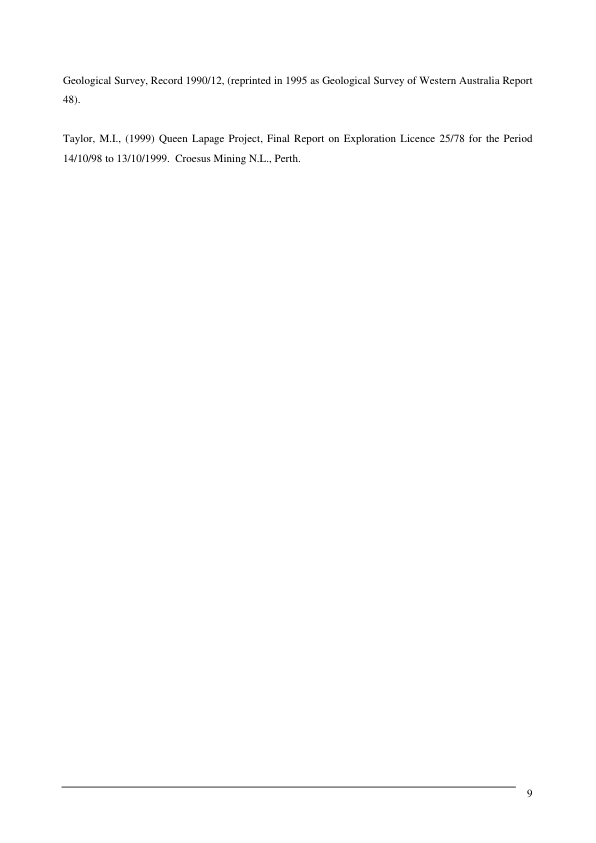 Geological Survey, Record 1990/12, (reprinted in 1995 as Geological Survey of Western Australia Report
48).
Taylor, M.I., (1999) Queen Lapage Project, Final Report on Exploration Licence 25/78 for the Period
14/10/98 to 13/10/1999.  Croesus Mining N.L., Perth.
9